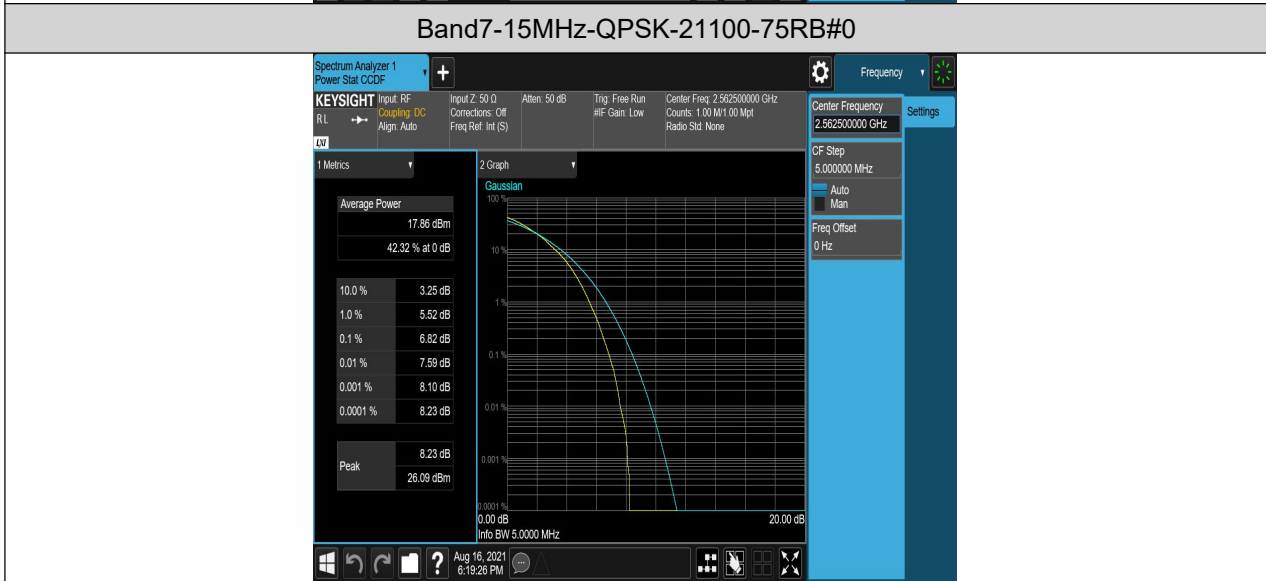 Band7-15MHz-QPSK-21100-75RB#0
Spectrum Analyzer 1
Power Stat CCDF
+
Frequency
KEYSIGHT
R L
LXI
Input: RF
Coupling: DC
Align: Auto
Input Z: 50 Ω
Corrections: Off
Freq Ref: Int (S)
Atten: 50 dB
Trig: Free Run
#IF Gain: Low
Center Freq: 2.562500000 GHz
Counts: 1.00 M/1.00 Mpt
Radio Std: None
Center Frequency
2.562500000 GHz
Settings
CF Step
5.000000 MHz
Auto
Man
Freq Offset
0 Hz
1 Metrics
Average Power
17.86 dBm
42.32 % at 0 dB
10.0 % 3.25 dB
1.0 % 5.52 dB
0.1 % 6.82 dB
0.01 % 7.59 dB
0.001 % 8.10 dB
0.0001 % 8.23 dB
Peak
8.23 dB
26.09 dBm
2 Graph
Gaussian
100 %
10 %
1 %
0.1 %
0.01 %
0.001 %
0.0001 %
0.00 dB 20.00 dB
Info BW 5.0000 MHz
?
Aug 16, 2021
6:19:26 PM